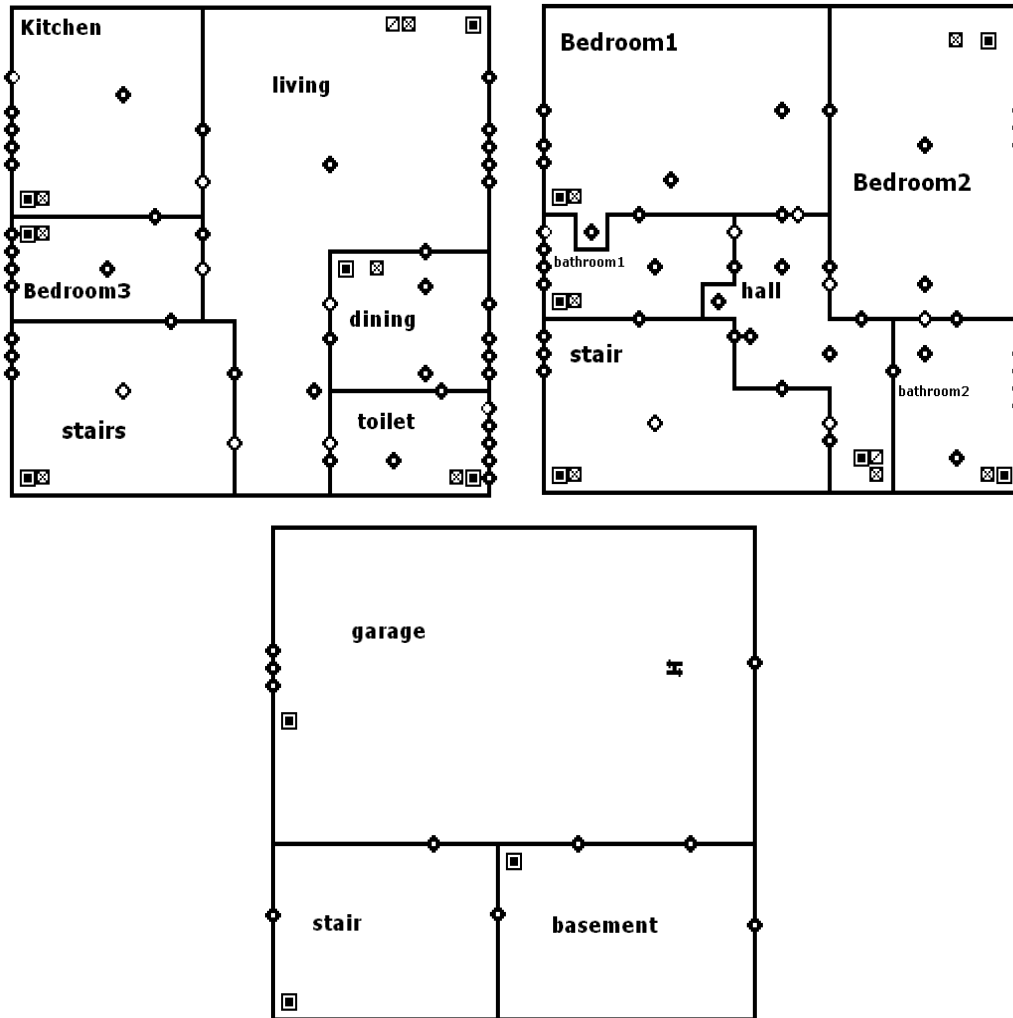 Kitchen
living
Bedroom3
dining
stairs
toilet
Bedroom1
Bedroom2
bathroom1
hall
stair
bathroom2
garage
stair
basement